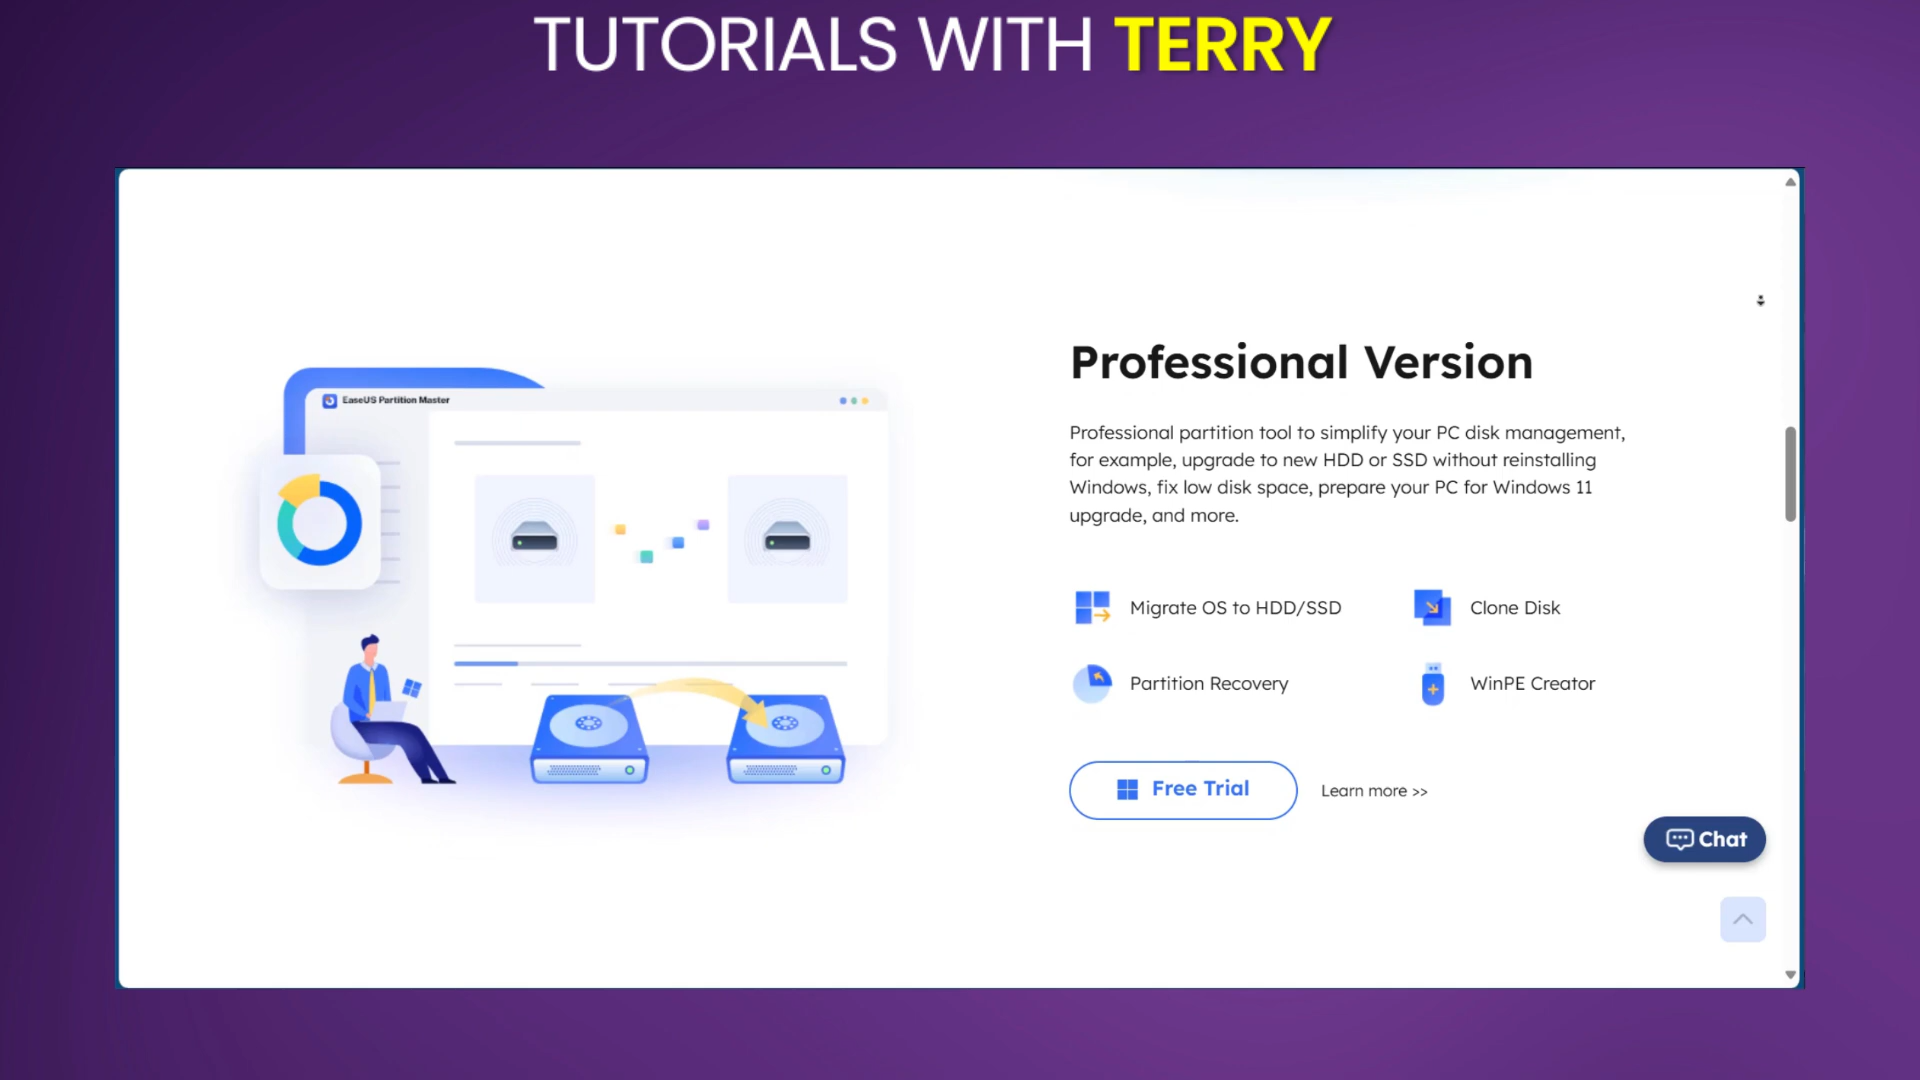 TUTORIALS WITH TERRY
EaseUS Partition Master
Professional Version
Professional partition tool to simplify your PC disk management,
for example, upgrade to new HDD or SSD without reinstalling
Windows, fix low disk space, prepare your PC for Windows 11
upgrade, and more.
Migrate OS to HDD/SSD
Clone Disk
Partition Recovery
WinPE Creator
Free Trial
Learn more >>
Chat